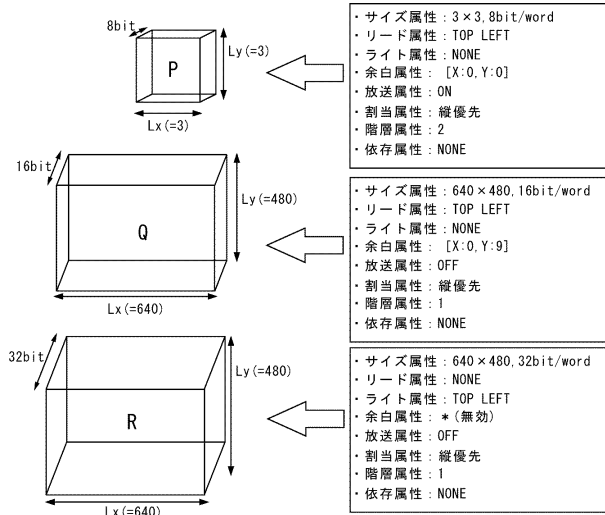 8bit
P
Ly(=3)
Lx(=3)
・サイズ属性：3×3,8bit/word
・リード属性：TOP LEFT
・ライト属性：NONE
・余白属性： [X:0,Y:0]
・放送属性：ON
・割当属性：縦優先
・階層属性：2
・依存属性：NONE
16bit
Q
Ly(=480)
Lx(=640)
・サイズ属性：640×480,16bit/word
・リード属性：TOP LEFT
・ライト属性：NONE
・余白属性： [X:0,Y:9]
・放送属性：OFF
・割当属性：縦優先
・階層属性：1
・依存属性：NONE
32bit
R
Ly(=480)
Lx(=640)
・サイズ属性：640×480,32bit/word
・リード属性：NONE
・ライト属性：TOP LEFT
・余白属性：＊(無効)
・放送属性：OFF
・割当属性：縦優先
・階層属性：1
・依存属性：NONE